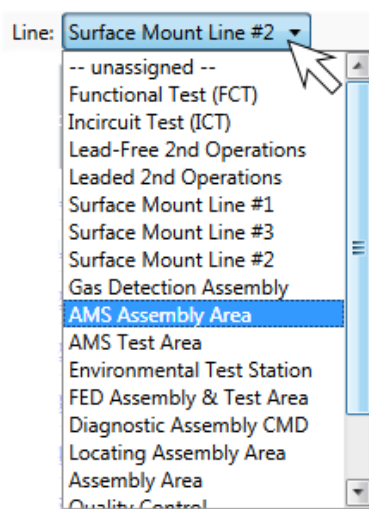 Line: Surface Mount Line #2
-- unassigned --
Functional Test (FCT)
Incircuit Test (ICT)
Lead-Free 2nd Operations
Leaded 2nd Operations
Surface Mount Line #1
Surface Mount Line #3
Surface Mount Line #2
Gas Detection Assembly
AMS Assembly Area
AMS Test Area
Environmental Test Station
FED Assembly & Test Area
Diagnostic Assembly CMD
Locating Assembly Area
Assembly Area
Quality Control